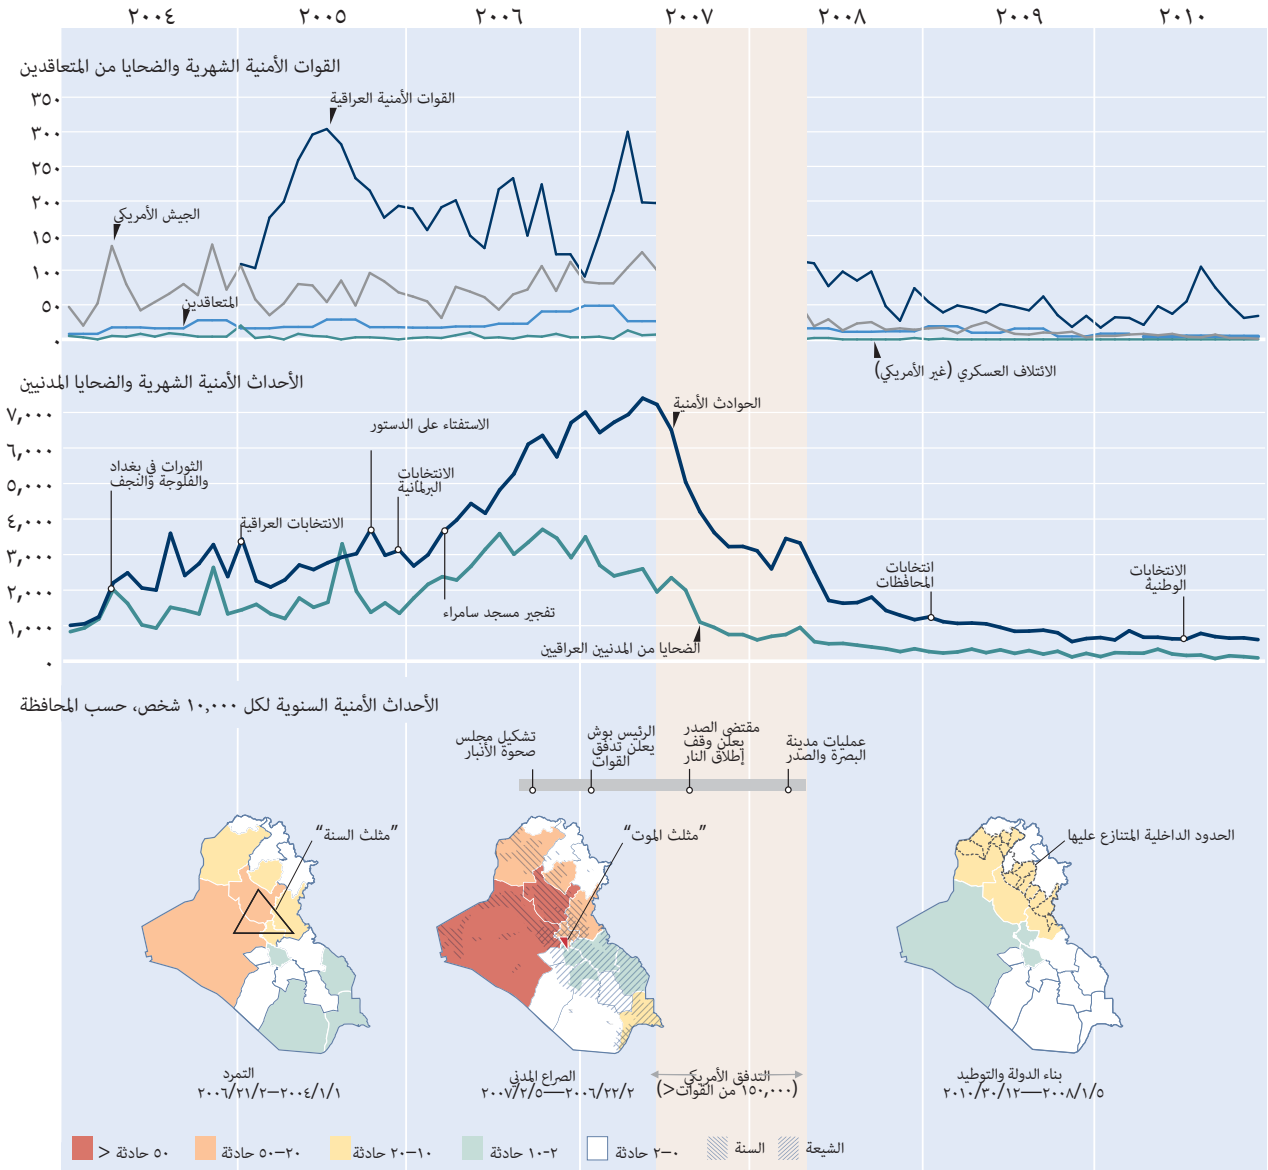 ٢٠٠٤ ٢٠٠٥ ٢٠٠٦ ٢٠٠٧ ٢٠٠٨ ٢٠٠٩ ٢٠١٠
القوات الأمنية الشهرية والضحايا من المتعاقدين
٣٥٠
٣٠٠
٢٥٠
٢٠٠
١٥٠
١٠٠
٥٠
٠
القوات الأمنية العراقية
الجيش الأمريكي
المتعاقدين
الائتلاف العسكري (غير الأمريكي)
الأحداث الأمنية الشهرية والضحايا المدنيين
٧,٠٠٠
٦,٠٠٠
٥,٠٠٠
٤,٠٠٠
٣,٠٠٠
٢,٠٠٠
١,٠٠٠
٠
الحوادث الأمنية
الاستفتاء على الدستور
الثورات في بغداد
والفلوجة والنجف
الانتخابات
البرلمانية
الانتخابات العراقية
تفجير مسجد سامراء
الضحايا من المدنيين العراقيين
انتخابات
المحافظات
الانتخابات
الوطنية
الأحداث الأمنية السنوية لكل ١٠,٠٠٠ شخص، حسب المحافظة
تشكيل مجلس
صحوة الأنبار
الرئيس بوش
يعلن تدفق
القوات
مقتضى الصدر
يعلن وقف
إطلاق النار
عمليات مدينة
البصرة والصدر
“مثلث السنة”
“مثلث الموت”
الحدود الداخلية المتنازع عليها
التمرد
٢٠٠٤/١/١–٢٠٠٦/٢١/٢
الصراع المدني
٢٠٠٦/٢٢/٢—٢٠٠٧/٢/٥
التدفق الأمريكي
(١٥٠,٠٠٠ من القوات<)
بناء الدولة والتوطيد
٢٠٠٨/١/٥—٢٠١٠/٣٠/١٢
٥٠ حادثة <
٢٠–٥٠ حادثة
١٠–٢٠ حادثة
٢-١٠ حادثة
٠–٢ حادثة
السنة
الشيعة